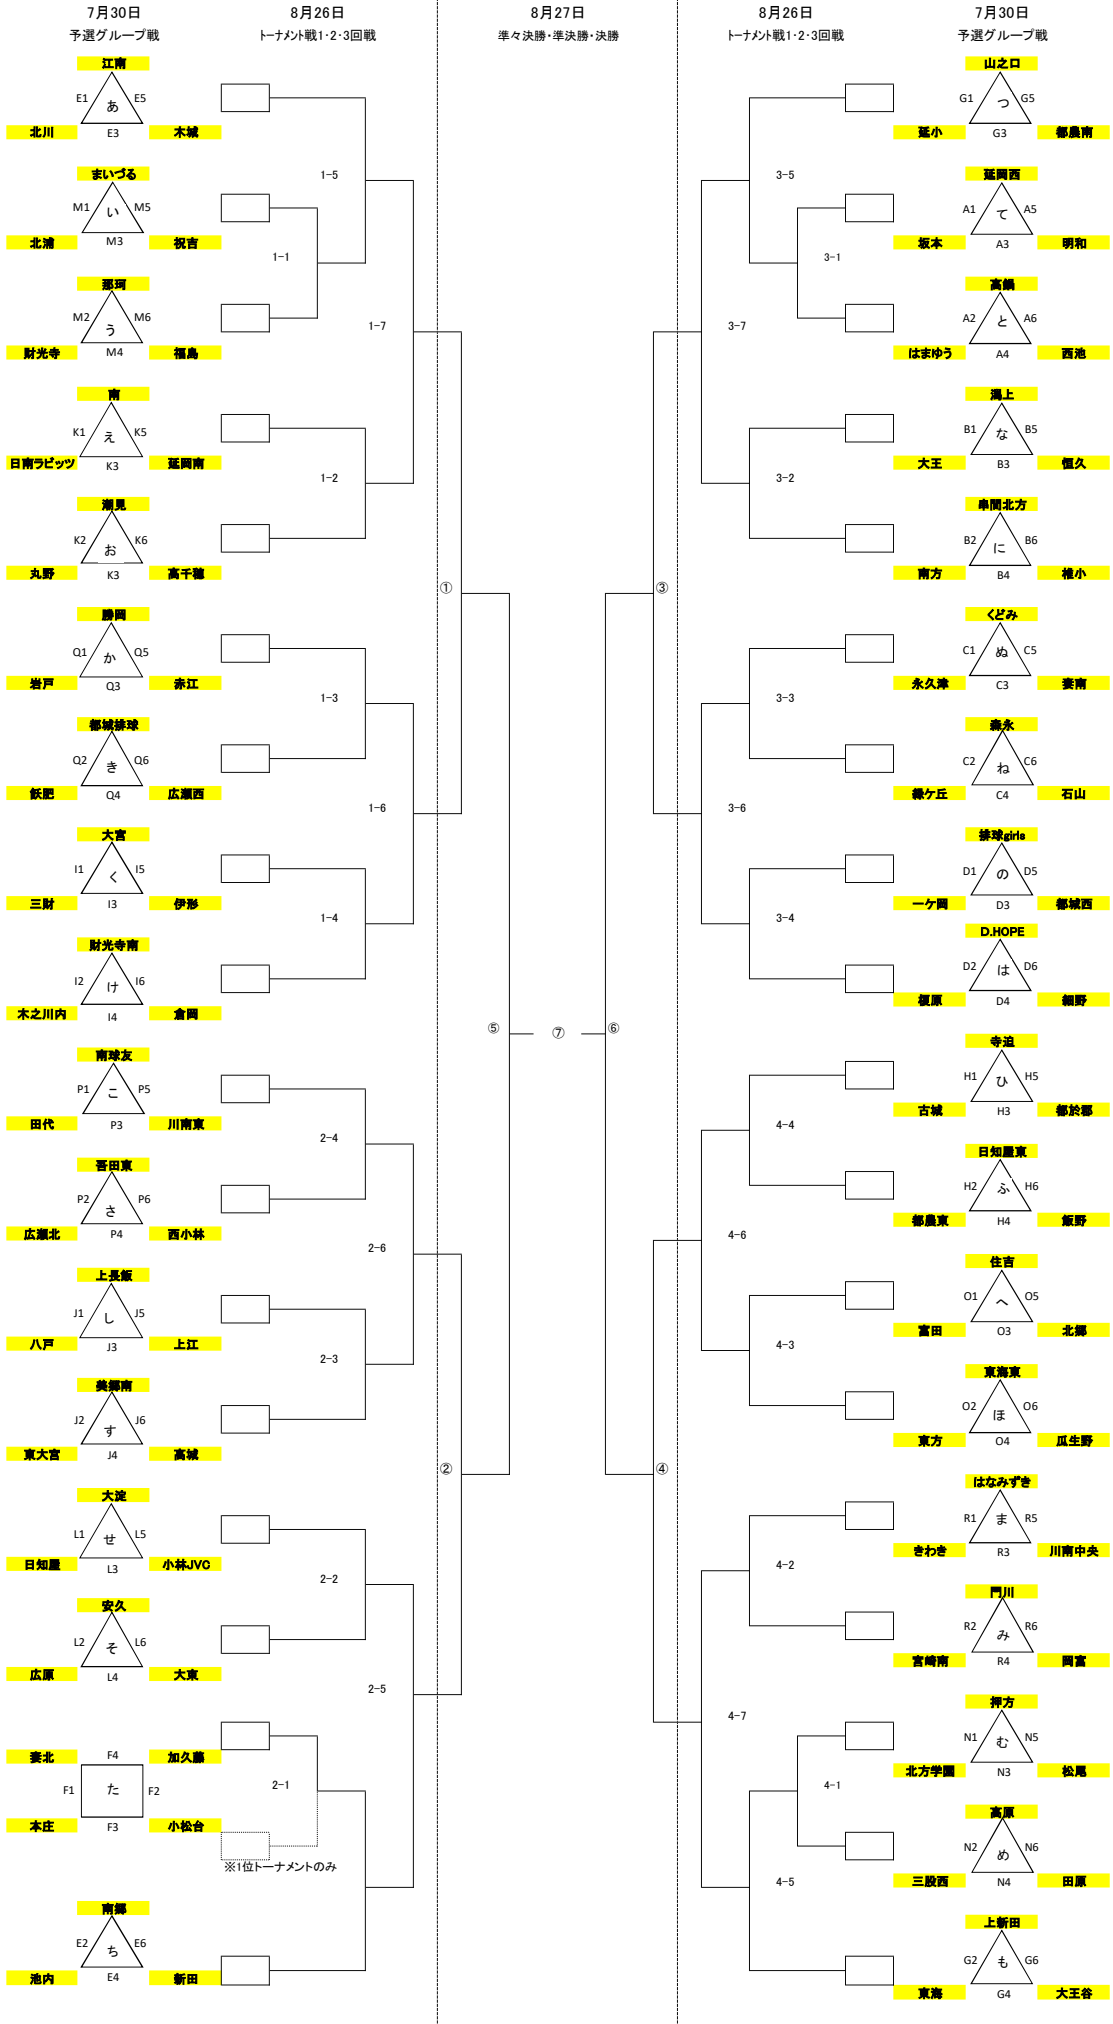 7月30日
8月26日
8月27日
8月26日
7月30日
予選グループ戦
トーナメント戦1・2・3回戦
準々決勝・準決勝・決勝
トーナメント戦1・2・3回戦
予選グループ戦
江南
E1 あ E5
北川 E3 木城
まいづる
M1 い M5
北浦 M3 祝吉
那珂
M2 う M6
財光寺 M4 福島
南
K1 え K5
日南ラビッツ K3 延岡南
潮見
K2 お K6
丸野 K3 高千穂
勝岡
Q1 か Q5
岩戸 Q3 赤江
都城排球
Q2 き Q6
飫肥 Q4 広瀬西
大宮
I1 く I5
三財 I3 伊形
財光寺南
I2 け I6
木之川内 I4 倉岡
南球友
P1 こ P5
田代 P3 川南東
吾田東
P2 さ P6
広瀬北 P4 西小林
上長飯
J1 し J5
八戸 J3 上江
美郷南
J2 す J6
東大宮 J4 高城
大淀
L1 せ L5
日知屋 L3 小林JVC
安久
L2 そ L6
広原 L4 大東
妻北 F4 加久藤
F1 た F2
本庄 F3 小松台
南郷
E2 ち E6
池内 E4 新田
1-5
1-1
1-7
1-2
1-3
1-6
1-4
2-4
2-6
2-3
2-2
2-5
2-1
※1位トーナメントのみ
①
③
⑤
⑦
⑥
②
④
3-5
3-1
3-7
3-2
3-3
3-6
3-4
4-4
4-6
4-3
4-2
4-7
4-1
4-5
山之口
G1 つ G5
延小 G3 都農南
延岡西
A1 て A5
坂本 A3 明和
高鍋
A2 と A6
はまゆう A4 西池
潟上
B1 な B5
大王 B3 恒久
串間北方
B2 に B6
南方 B4 椎小
くどみ
C1 ぬ C5
永久津 C3 妻南
森永
C2 ね C6
緑ケ丘 C4 石山
排球girls
D1 の D5
一ケ岡 D3 都城西
D.HOPE
D2 は D6
榎原 D4 細野
寺迫
H1 ひ H5
古城 H3 都於郡
日知屋東
H2 ふ H6
都農東 H4 飯野
住吉
O1 へ O5
富田 O3 北郷
東海東
O2 ほ O6
東方 O4 瓜生野
はなみずき
R1 ま R5
きわき R3 川南中央
門川
R2 み R6
宮崎南 R4 岡富
押方
N1 む N5
北方学園 N3 松尾
高原
N2 め N6
三股西 N4 田原
上新田
G2 も G6
東海 G4 大王谷